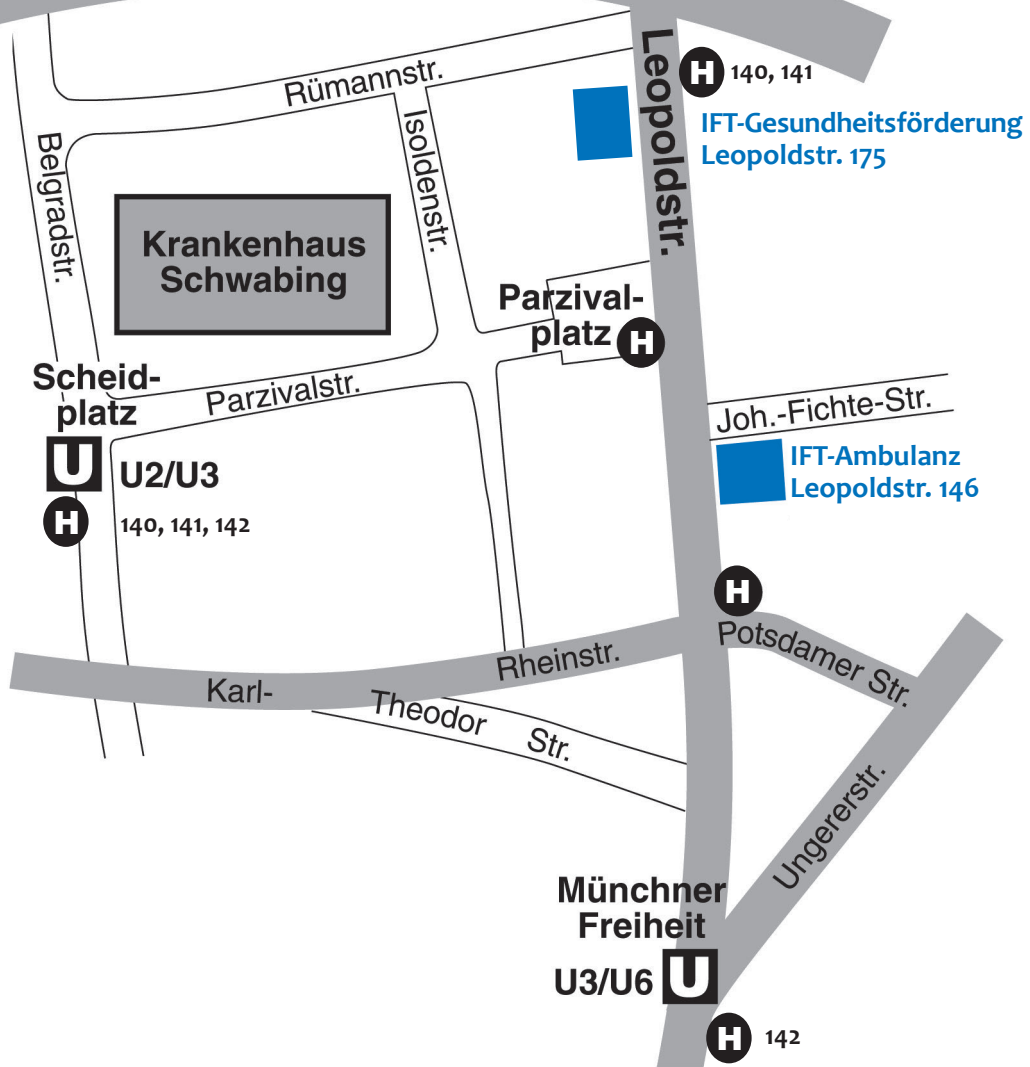 Leopoldstr.
H 140, 141
Rümannstr.
IFT-Gesundheitsförderung
Leopoldstr. 175
Isoldenstr.
Belgradstr.
Krankenhaus
Schwabing
Parzival-
platz H
Scheid-
platz
Parzivalstr.
Joh.-Fichte-Str.
U U2/U3
IFT-Ambulanz
Leopoldstr. 146
H 140, 141, 142
H
Potsdamer Str.
Rheinstr.
Karl-
Theodor Str.
Ungererstr.
Münchner
Freiheit
U3/U6 U
H 142